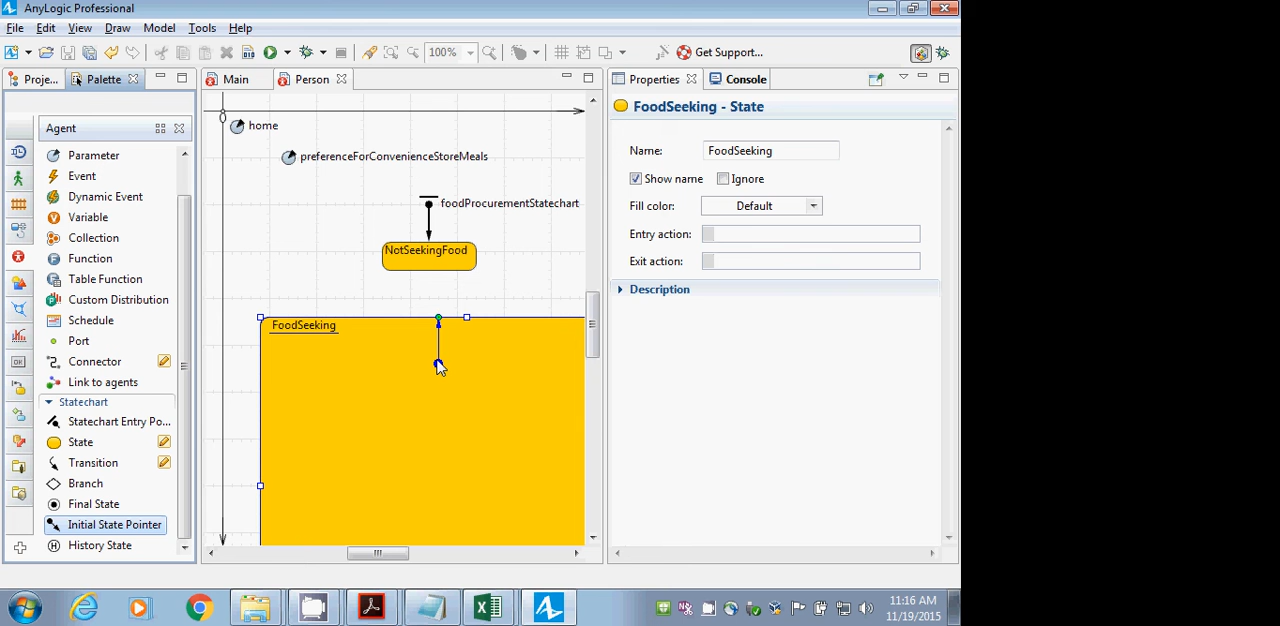 AnyLogic Professional
File Edit View Draw Model Tools Help
100% Get Support...
Proje... Palette Main Person Properties Console
Agent
Parameter
Event
Dynamic Event
Variable
Collection
Function
Table Function
Custom Distribution
Schedule
Port
Connector
Link to agents
Statechart
Statechart Entry Po...
State
Transition
Branch
Final State
Initial State Pointer
History State
0
home
preferenceForConvenienceStoreMeals
foodProcurementStatechart
NotSeekingFood
FoodSeeking
FoodSeeking - State
Name: FoodSeeking
Show name Ignore
Fill color: Default
Entry action:
Exit action:
Description
11:16 AM
11/19/2015